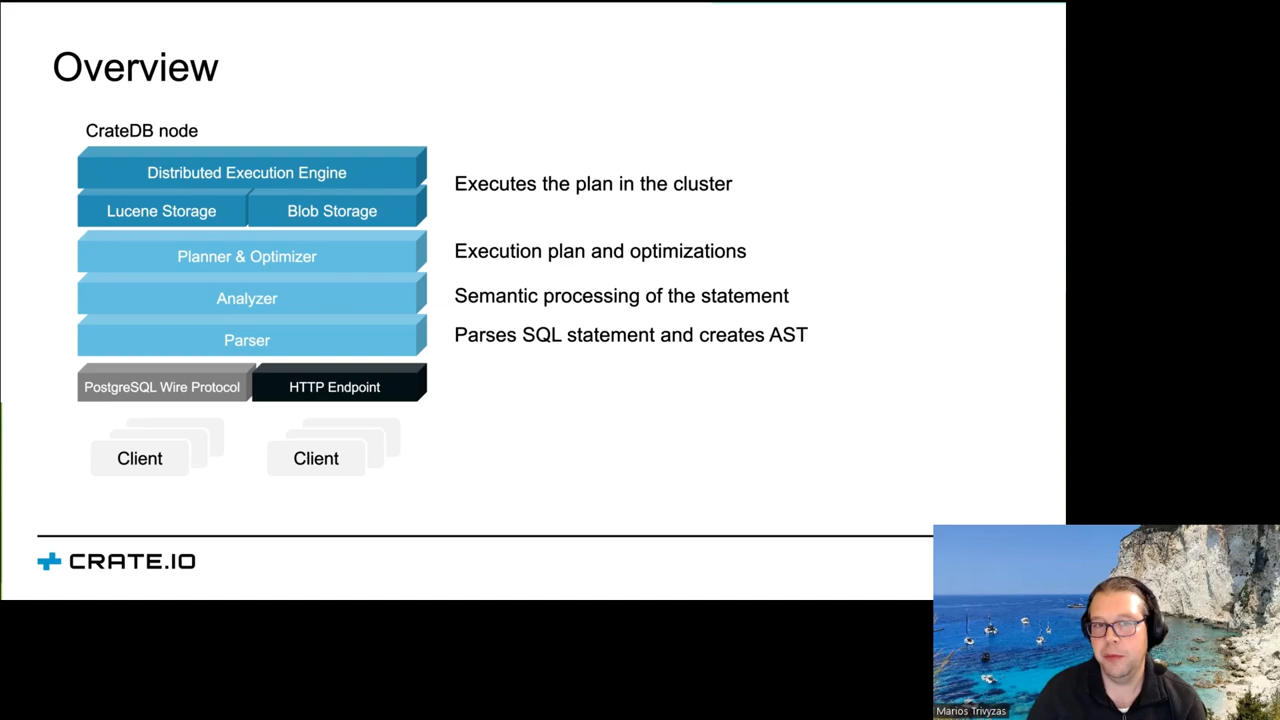 Overview
CrateDB node
Distributed Execution Engine
Lucene Storage
Blob Storage
Executes the plan in the cluster
Planner & Optimizer
Execution plan and optimizations
Analyzer
Semantic processing of the statement
Parser
Parses SQL statement and creates AST
PostgreSQL Wire Protocol
HTTP Endpoint
Client
Client
CRATE.IO
Marios Trivyzas